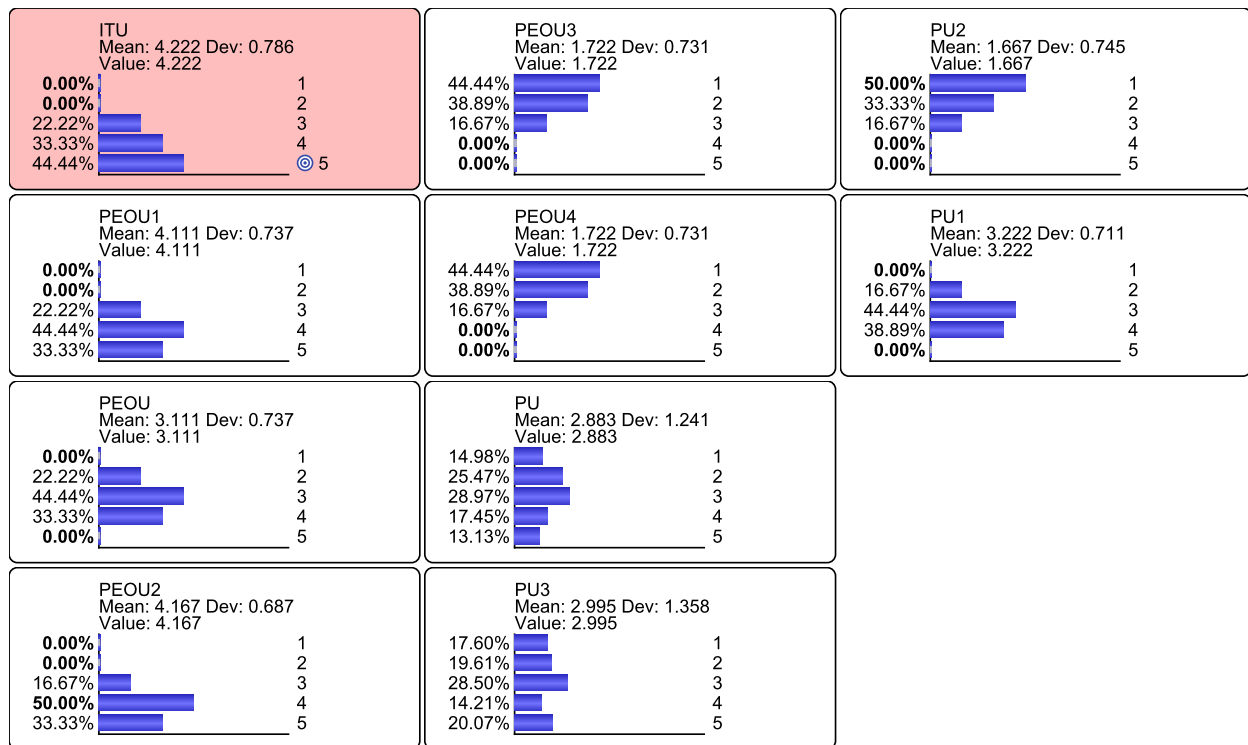 ITU
Mean: 4.222 Dev: 0.786
Value: 4.222
0.00% 1
0.00% 2
22.22% 3
33.33% 4
44.44% 5
PEOU1
Mean: 4.111 Dev: 0.737
Value: 4.111
0.00% 1
0.00% 2
22.22% 3
44.44% 4
33.33% 5
PEOU
Mean: 3.111 Dev: 0.737
Value: 3.111
0.00% 1
22.22% 2
44.44% 3
33.33% 4
0.00% 5
PEOU2
Mean: 4.167 Dev: 0.687
Value: 4.167
0.00% 1
0.00% 2
16.67% 3
50.00% 4
33.33% 5
PEOU3
Mean: 1.722 Dev: 0.731
Value: 1.722
44.44% 1
38.89% 2
16.67% 3
0.00% 4
0.00% 5
PEOU4
Mean: 1.722 Dev: 0.731
Value: 1.722
44.44% 1
38.89% 2
16.67% 3
0.00% 4
0.00% 5
PU
Mean: 2.883 Dev: 1.241
Value: 2.883
14.98% 1
25.47% 2
28.97% 3
17.45% 4
13.13% 5
PU3
Mean: 2.995 Dev: 1.358
Value: 2.995
17.60% 1
19.61% 2
28.50% 3
14.21% 4
20.07% 5
PU2
Mean: 1.667 Dev: 0.745
Value: 1.667
50.00% 1
33.33% 2
16.67% 3
0.00% 4
0.00% 5
PU1
Mean: 3.222 Dev: 0.711
Value: 3.222
0.00% 1
16.67% 2
44.44% 3
38.89% 4
0.00% 5